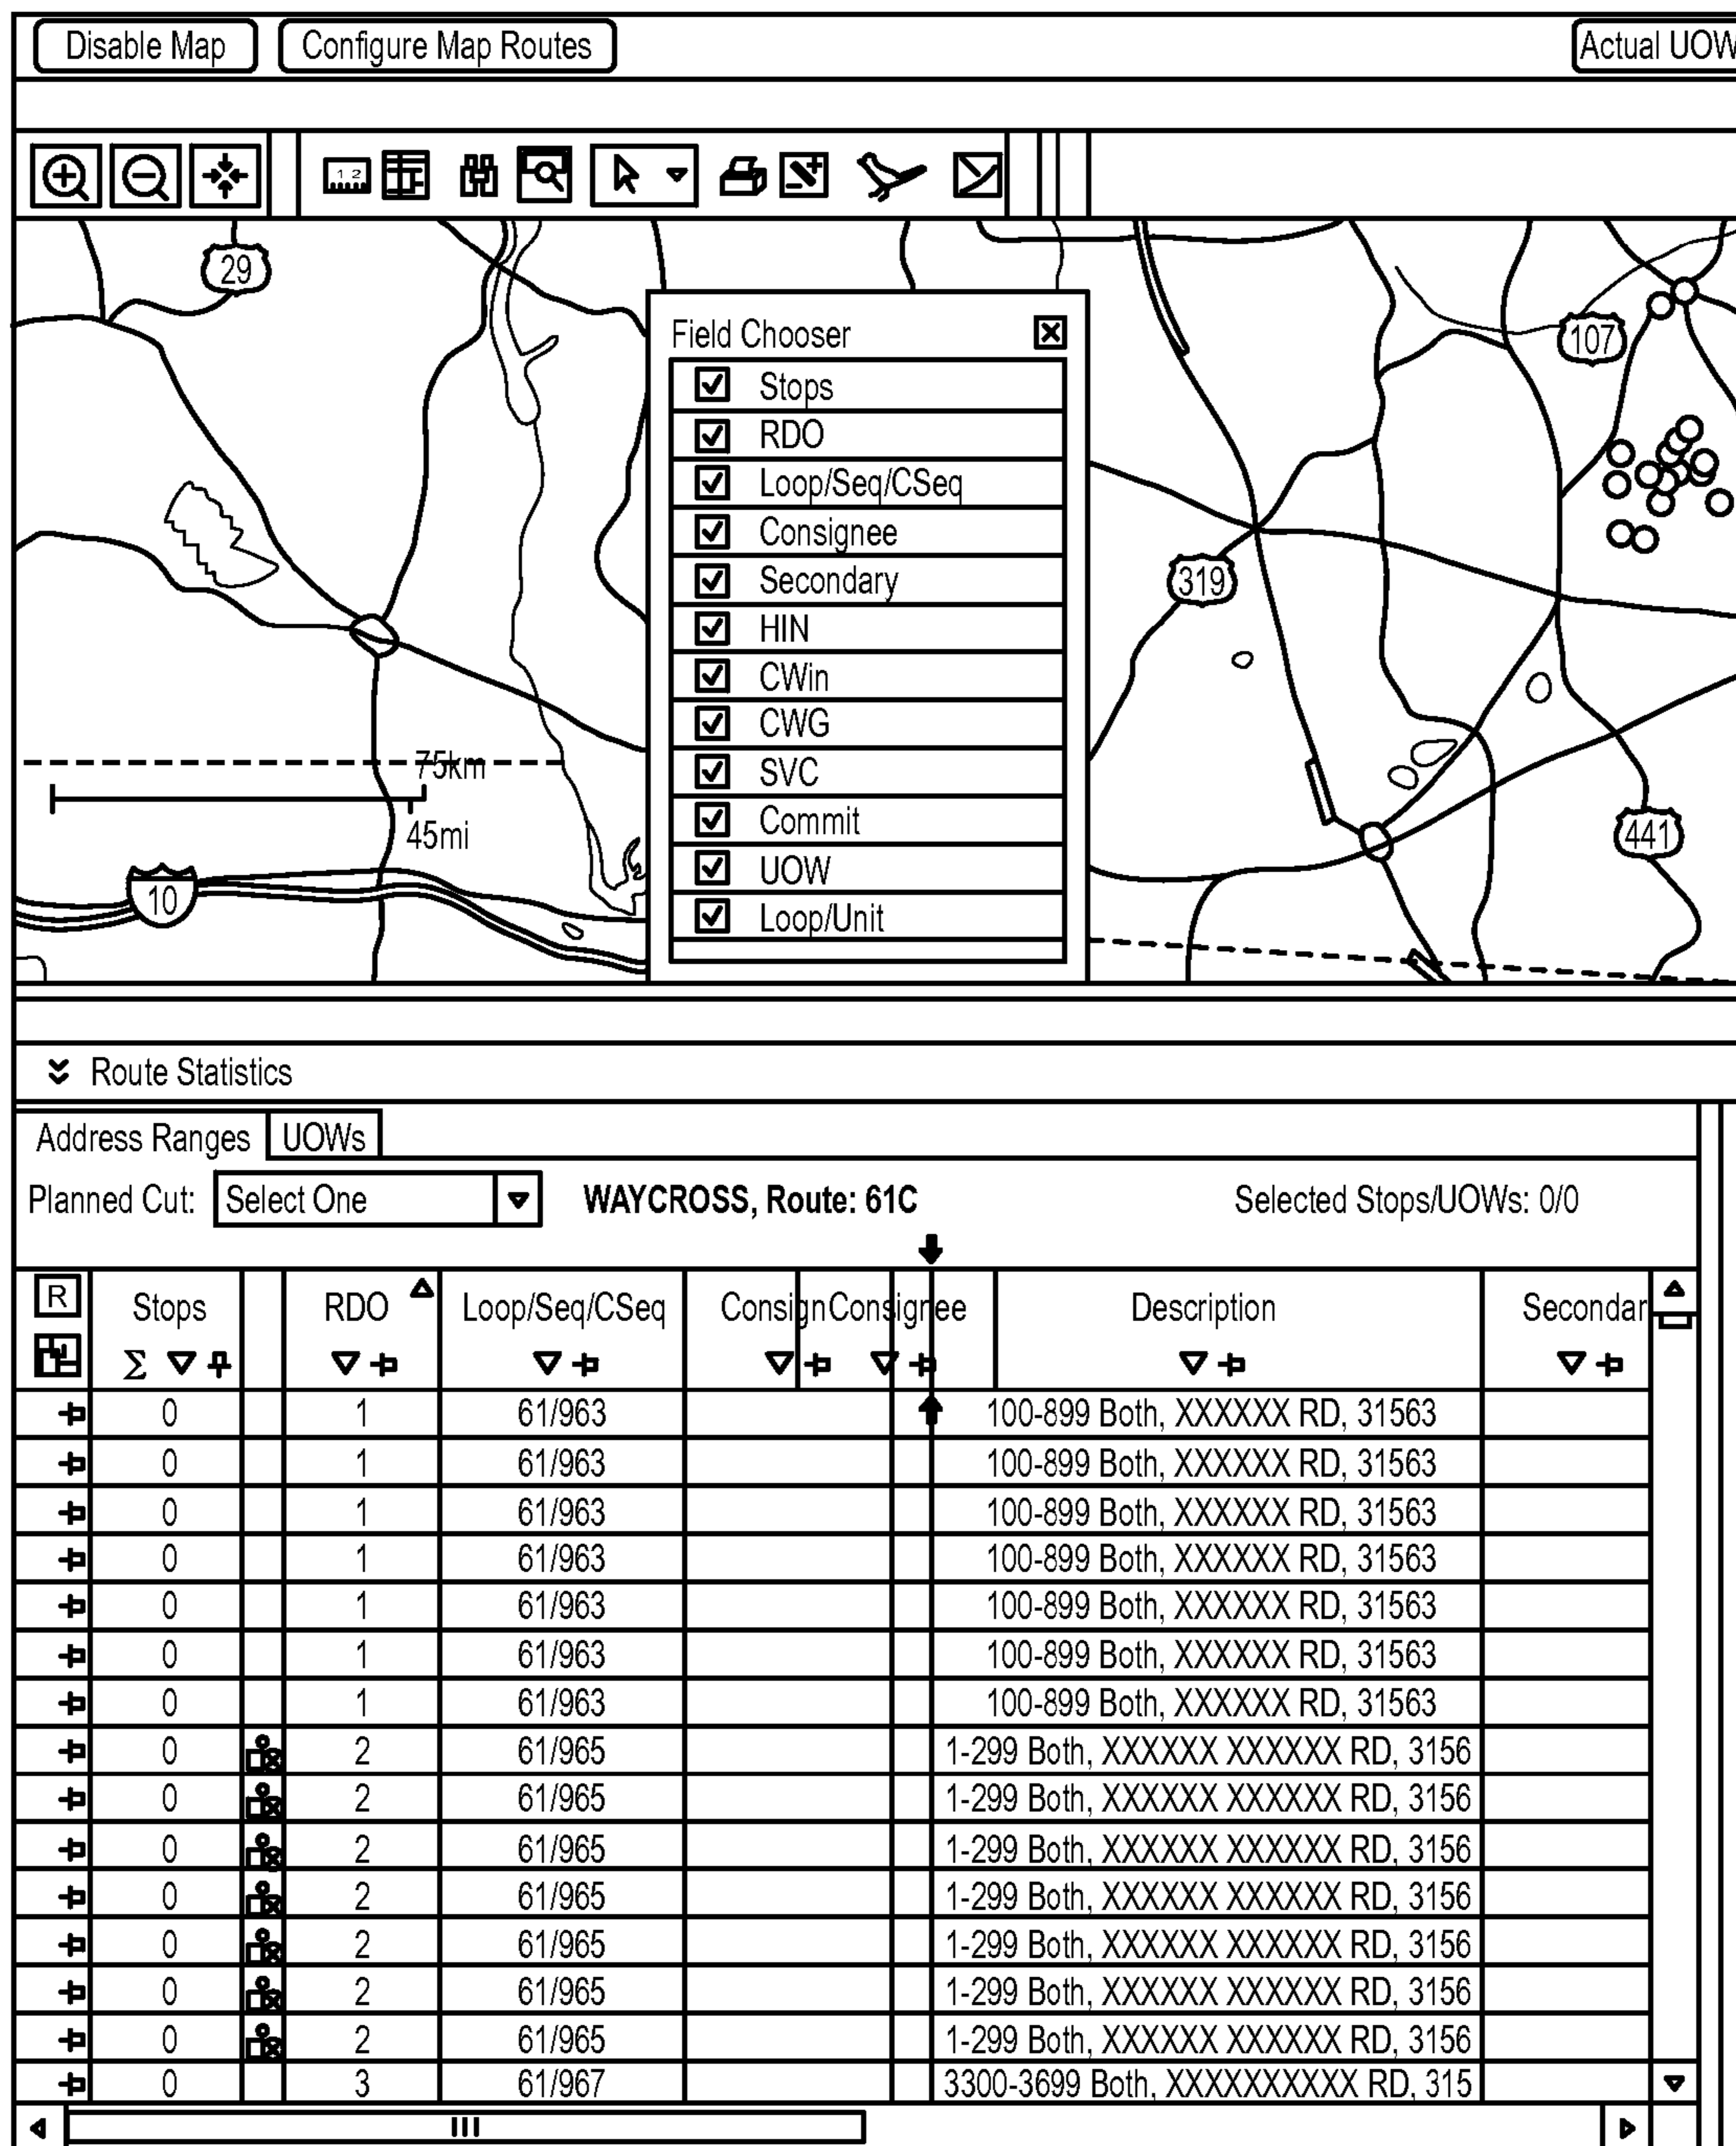 Disable Map Configure Map Routes Actual UOW
1 2
29
107
Field Chooser
Stops
RDO
Loop/Seq/CSeq
Consignee
Secondary
HIN
CWin
CWG
SVC
Commit
UOW
Loop/Unit
319
75km
45mi
441
10
Route Statistics
Address Ranges UOWs
Planned Cut: Select One WAYCROSS, Route: 61C Selected Stops/UOWs: 0/0
R Stops RDO Loop/Seq/CSeq Consign Consignee Description Secondar
Σ
0 1 61/963 100-899 Both, XXXXXX RD, 31563
0 1 61/963 100-899 Both, XXXXXX RD, 31563
0 1 61/963 100-899 Both, XXXXXX RD, 31563
0 1 61/963 100-899 Both, XXXXXX RD, 31563
0 1 61/963 100-899 Both, XXXXXX RD, 31563
0 1 61/963 100-899 Both, XXXXXX RD, 31563
0 1 61/963 100-899 Both, XXXXXX RD, 31563
0 2 61/965 1-299 Both, XXXXXX XXXXXX RD, 3156
0 2 61/965 1-299 Both, XXXXXX XXXXXX RD, 3156
0 2 61/965 1-299 Both, XXXXXX XXXXXX RD, 3156
0 2 61/965 1-299 Both, XXXXXX XXXXXX RD, 3156
0 2 61/965 1-299 Both, XXXXXX XXXXXX RD, 3156
0 2 61/965 1-299 Both, XXXXXX XXXXXX RD, 3156
0 2 61/965 1-299 Both, XXXXXX XXXXXX RD, 3156
0 3 61/967 3300-3699 Both, XXXXXXXXXX RD, 315